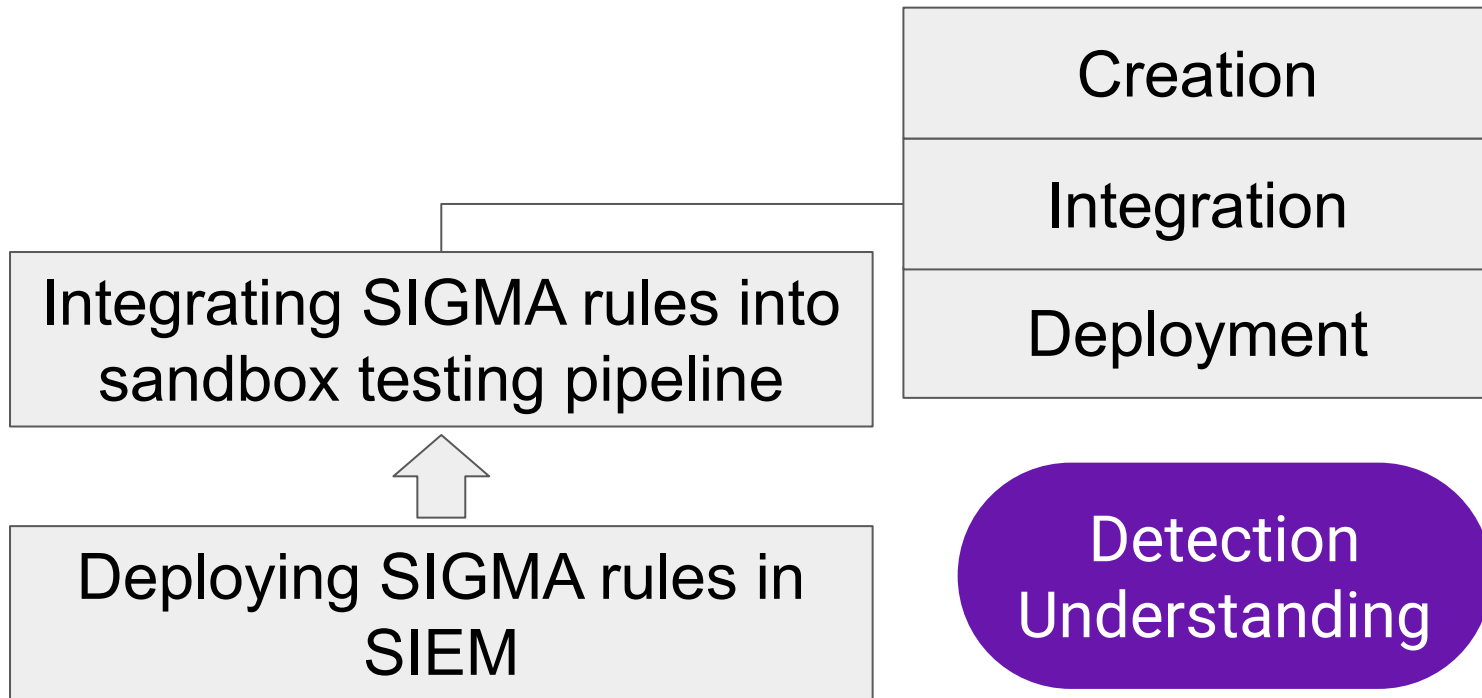 Creation
Integration
Deployment
Integrating SIGMA rules into
sandbox testing pipeline
Deploying SIGMA rules in
SIEM
Detection
Understanding